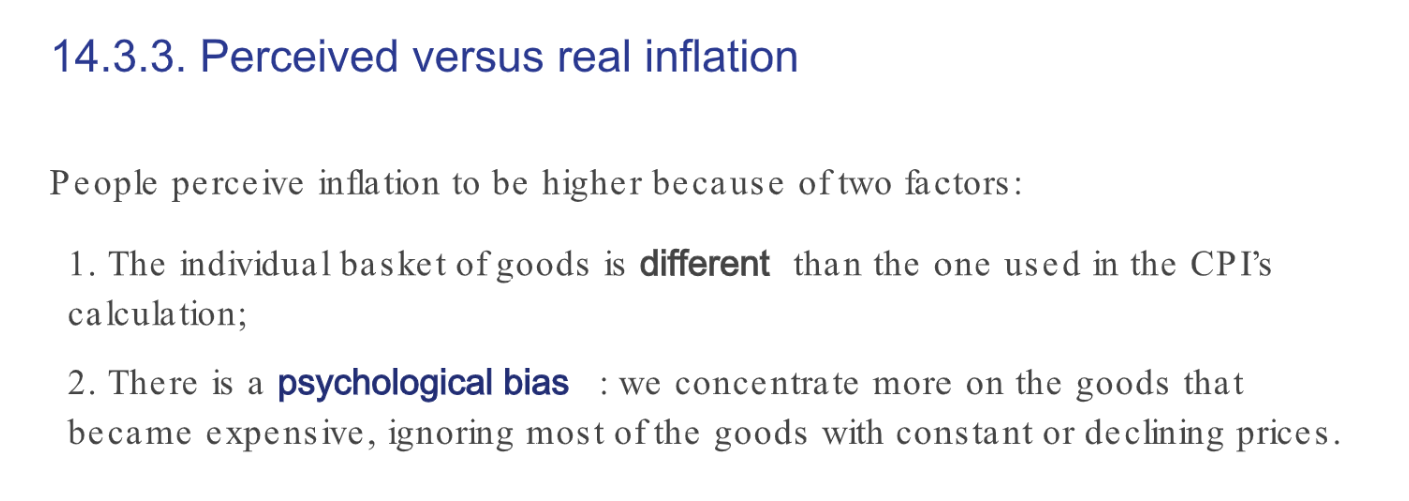 14.3.3. Perceived versus real inflation
People perceive inflation to be higher because of two factors:
1. The individual basket of goods is different than the one used in the CPI’s
calculation;
2. There is a psychological bias : we concentrate more on the goods that
became expensive, ignoring most of the goods with constant or declining prices.